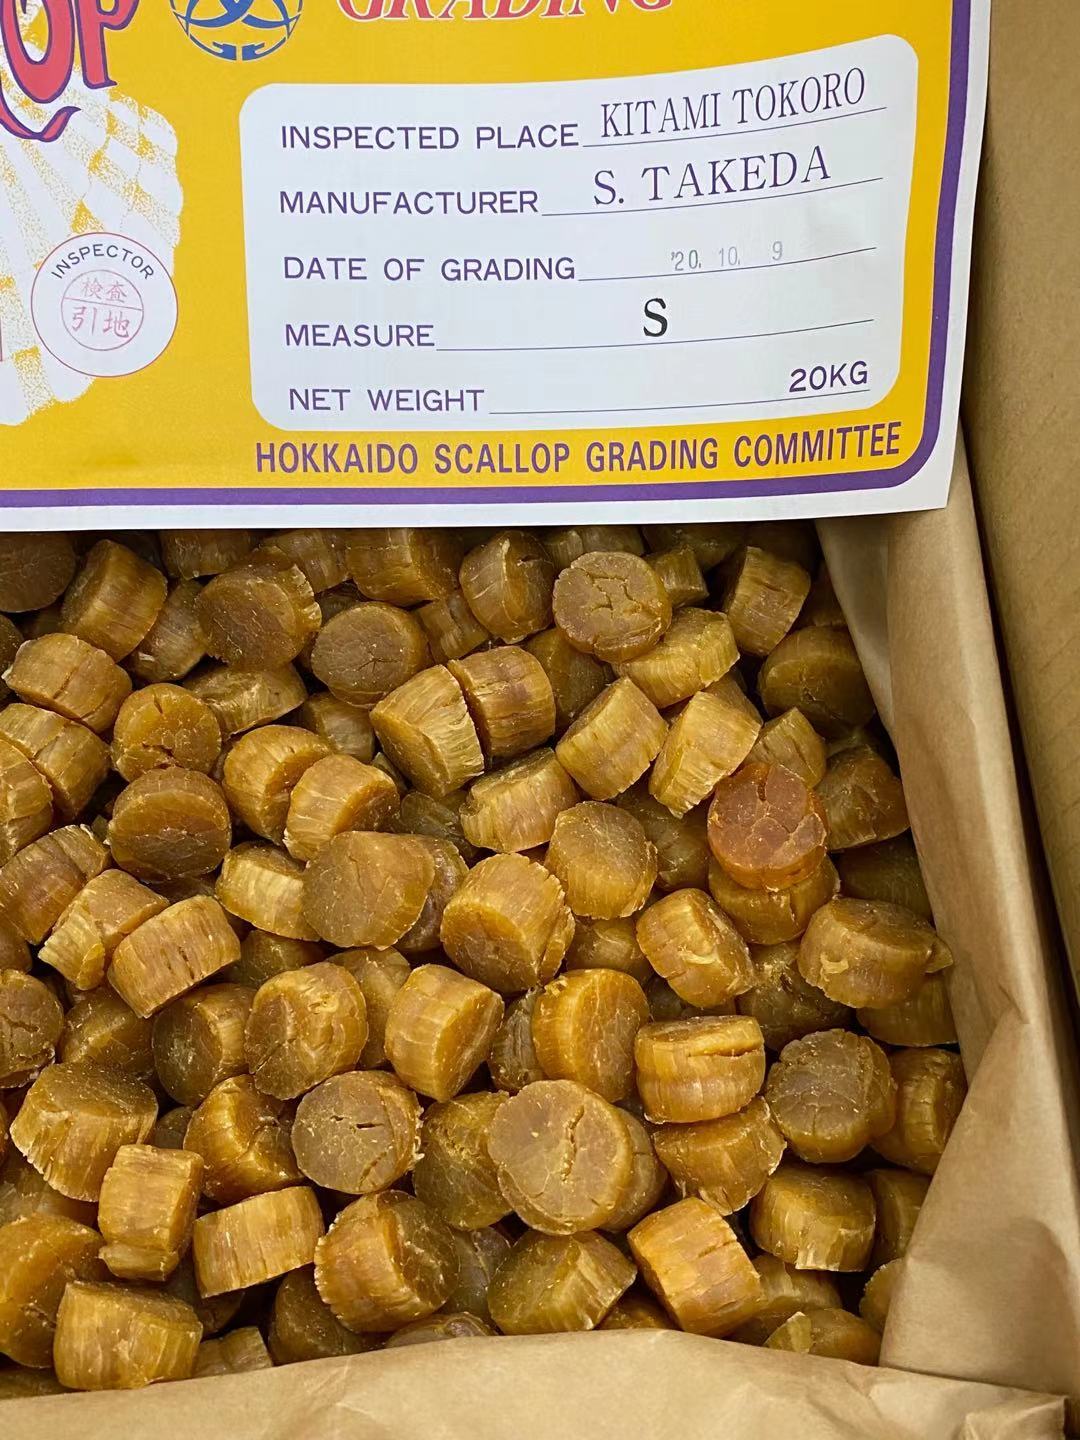 OP
GRADING
INSPECTED PLACE KITAMI TOKORO
MANUFACTURER S. TAKEDA
DATE OF GRADING '20. 10. 9
MEASURE S
NET WEIGHT 20KG
INSPECTOR
検査
引地
HOKKAIDO SCALLOP GRADING COMMITTEE